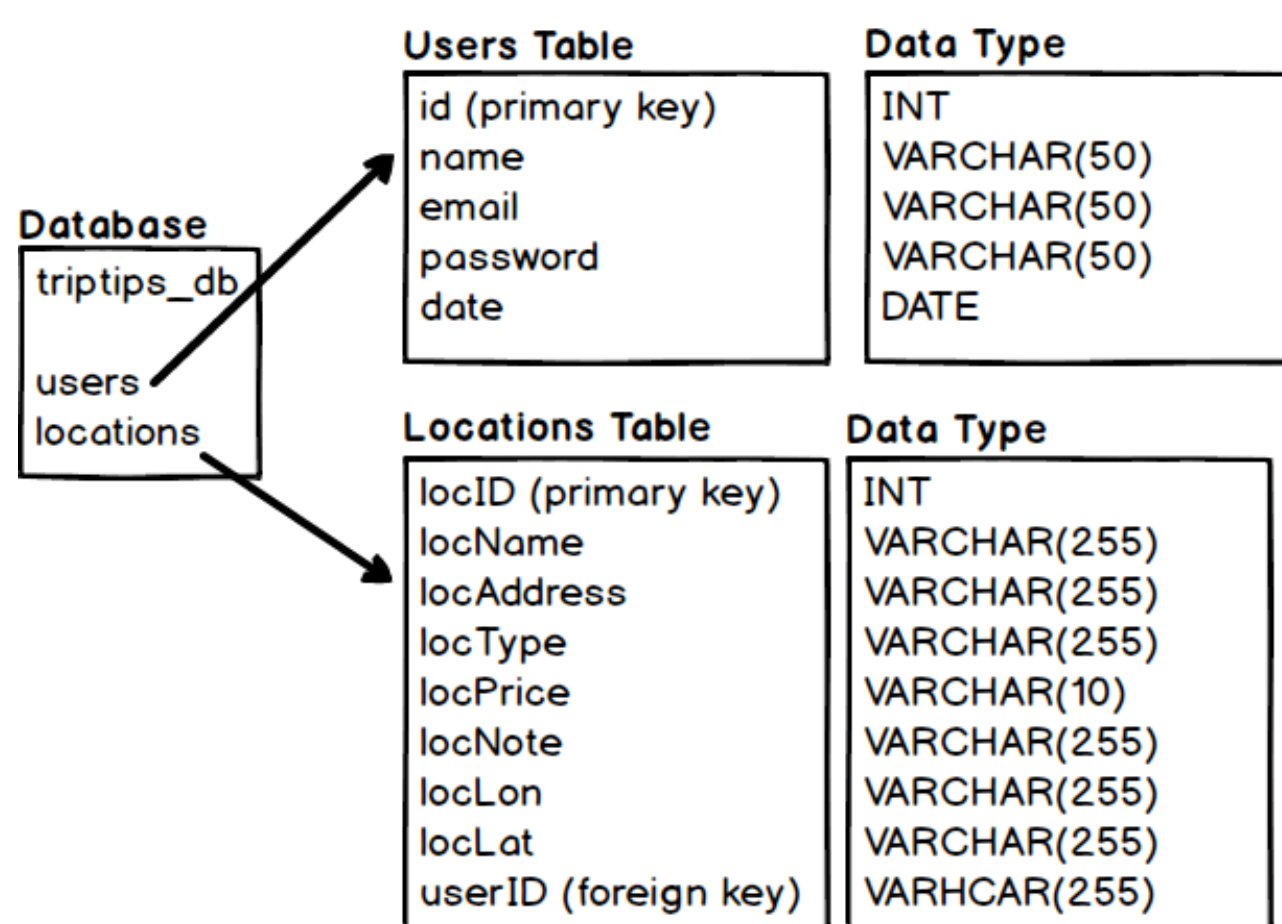 Database
triptips_db
users
locations
Users Table
id (primary key)
name
email
password
date
Data Type
INT
VARCHAR(50)
VARCHAR(50)
VARCHAR(50)
DATE
Locations Table
locID (primary key)
locName
locAddress
locType
locPrice
locNote
locLon
locLat
userID (foreign key)
Data Type
INT
VARCHAR(255)
VARCHAR(255)
VARCHAR(255)
VARCHAR(10)
VARCHAR(255)
VARCHAR(255)
VARCHAR(255)
VARHCAR(255)